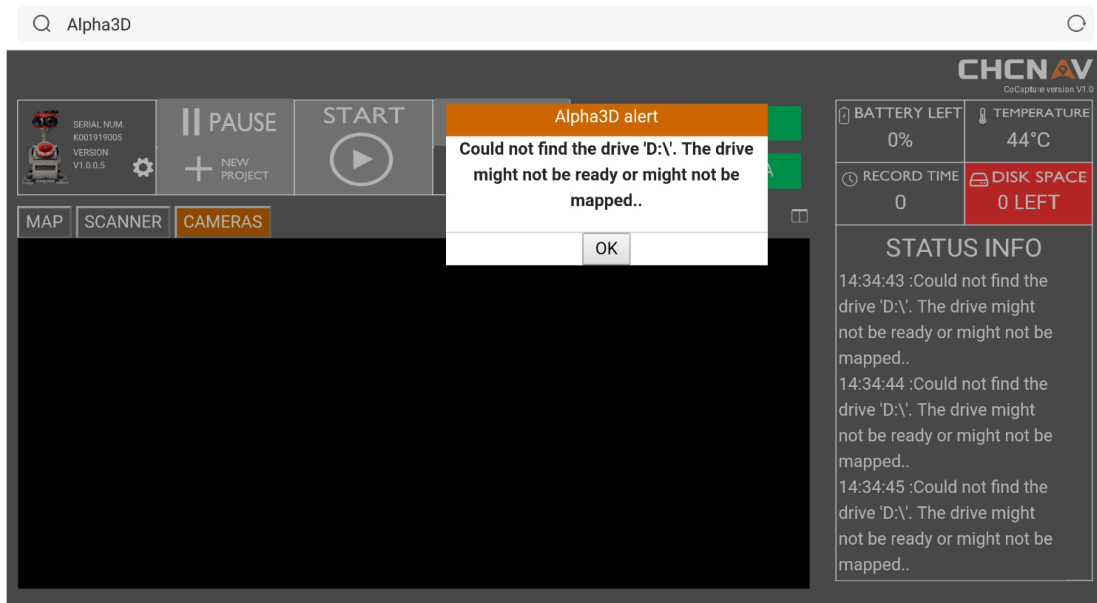 Alpha3D
CHCNAV
CoCapture version V1.0
SERIAL NUM.
K001919005
VERSION
V1.0.0.5
PAUSE
NEW
PROJECT
START
Alpha3D alert
Could not find the drive 'D:\'. The drive
might not be ready or might not be
mapped..
OK
A
BATTERY LEFT
0%
TEMPERATURE
44°C
RECORD TIME
0
DISK SPACE
0 LEFT
MAP
SCANNER
CAMERAS
STATUS INFO
14:34:43 :Could not find the
drive 'D:\'. The drive might
not be ready or might not be
mapped..
14:34:44 :Could not find the
drive 'D:\'. The drive might
not be ready or might not be
mapped..
14:34:45 :Could not find the
drive 'D:\'. The drive might
not be ready or might not be
mapped..